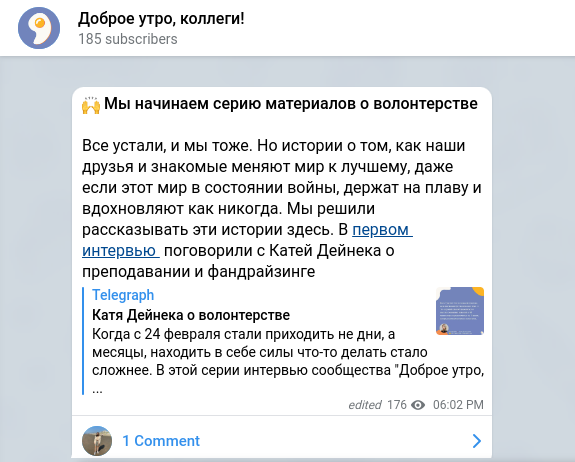 Доброе утро, коллеги!
185 subscribers
🙌 Мы начинаем серию материалов о волонтерстве
Все устали, и мы тоже. Но истории о том, как наши
друзья и знакомые меняют мир к лучшему, даже
если этот мир в состоянии войны, держат на плаву и
вдохновляют как никогда. Мы решили
рассказывать эти истории здесь. В первом
интервью поговорили с Катей Дейнека о
преподавании и фандрайзинге
Telegraph
Катя Дейнека о волонтерстве
Когда с 24 февраля стали приходить не дни, а
месяцы, находить в себе силы что-то делать стало
сложнее. В этой серии интервью сообщества "Доброе утро,
...
edited 176 06:02 PM
1 Comment